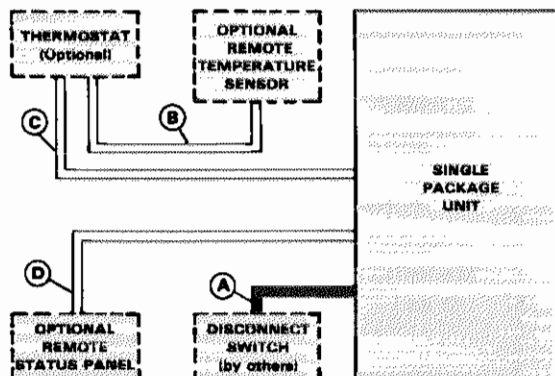 THERMOSTAT
(Optional)
OPTIONAL
REMOTE
TEMPERATURE
SENSOR
B
C
SINGLE
PACKAGE
UNIT
D
A
OPTIONAL
REMOTE
STATUS PANEL
DISCONNECT
SWITCH
(by others)